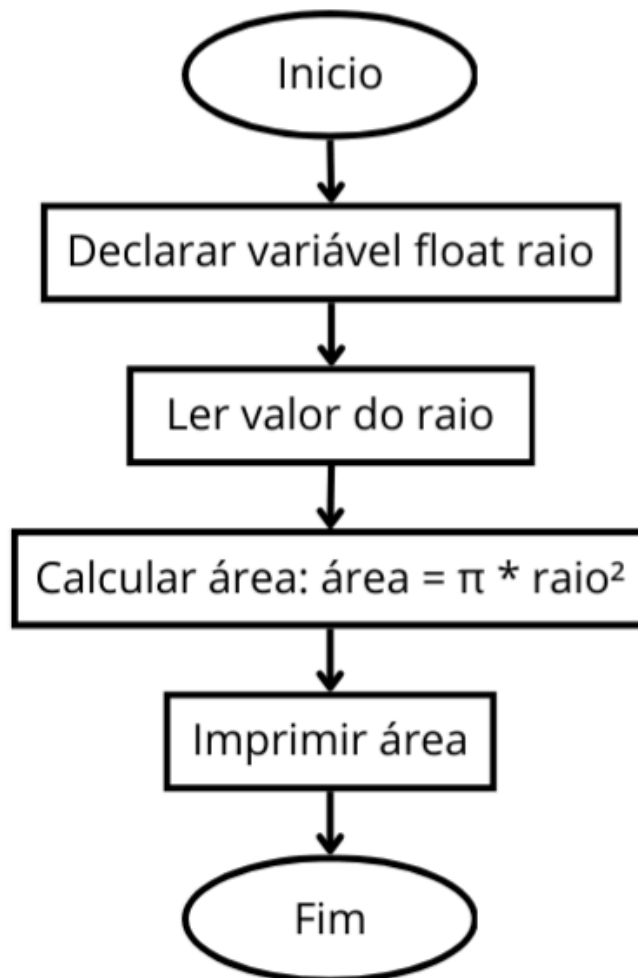 Inicio
Declarar variável float raio
Ler valor do raio
Calcular área: área = π * raio²
Imprimir área
Fim